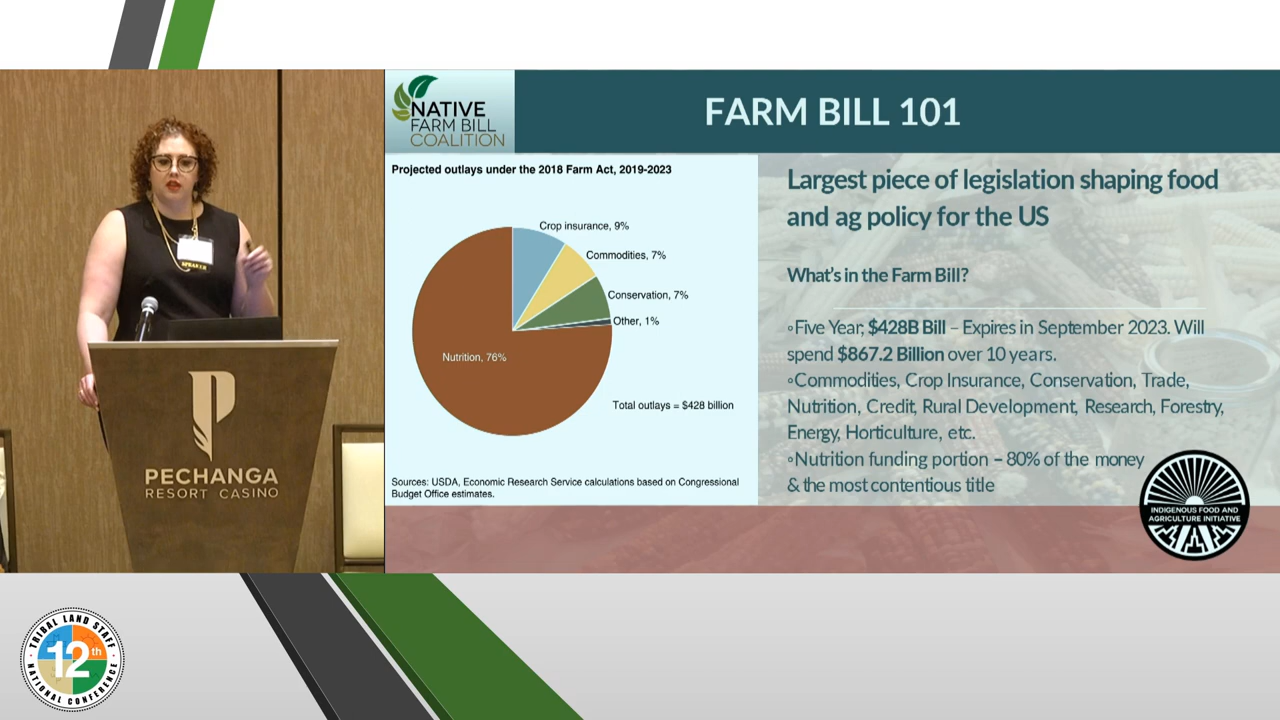 NATIVE
FARM BILL
COALITION
FARM BILL 101
Projected outlays under the 2018 Farm Act, 2019-2023
Crop insurance, 9%
Commodities, 7%
Conservation, 7%
Other, 1%
Nutrition, 76%
Total outlays = $428 billion
Sources: USDA, Economic Research Service calculations based on Congressional
Budget Office estimates.
Largest piece of legislation shaping food
and ag policy for the US
What's in the Farm Bill?
◦Five Year; $428B Bill – Expires in September 2023. Will
spend $867.2 Billion over 10 years.
◦Commodities, Crop Insurance, Conservation, Trade,
Nutrition, Credit, Rural Development, Research, Forestry,
Energy, Horticulture, etc.
◦Nutrition funding portion – 80% of the money
& the most contentious title
INDIGENOUS FOOD AND
AGRICULTURE INITIATIVE
SPEAKER
PECHANGA
RESORT CASINO
TRIBAL LAND STAFF
12th
NATIONAL CONFERENCE